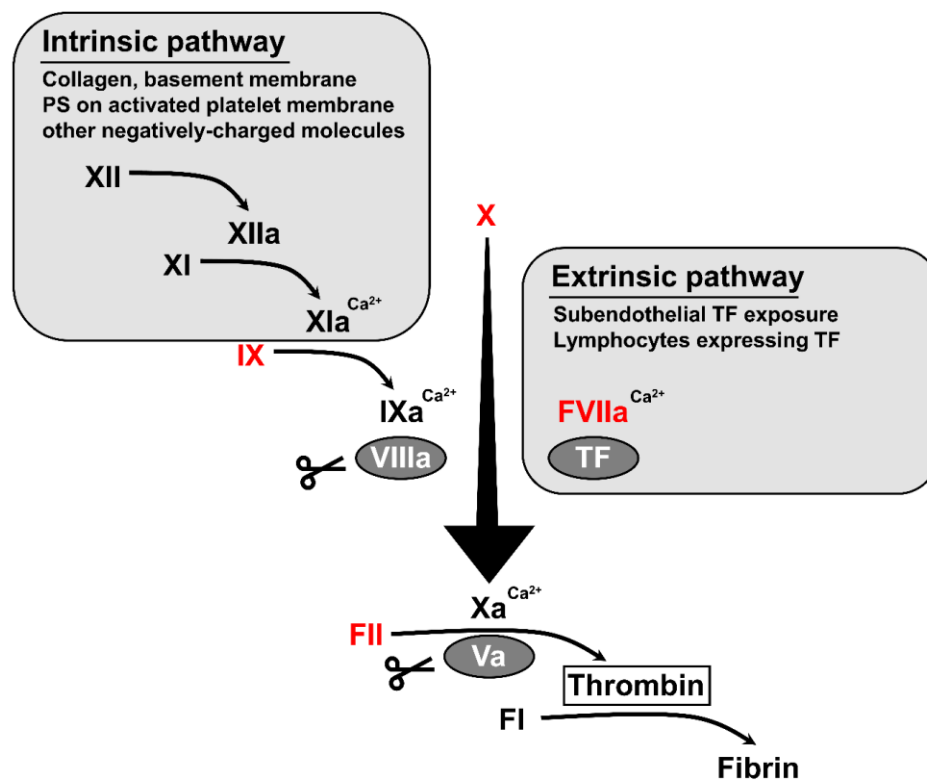 Intrinsic pathway
Collagen, basement membrane
PS on activated platelet membrane
other negatively-charged molecules
XII
XIIa
XI
XIa Ca²⁺
IX
IXa Ca²⁺
VIIIa
X
Extrinsic pathway
Subendothelial TF exposure
Lymphocytes expressing TF
FVIIa Ca²⁺
TF
Xa Ca²⁺
FII
Va
Thrombin
FI
Fibrin